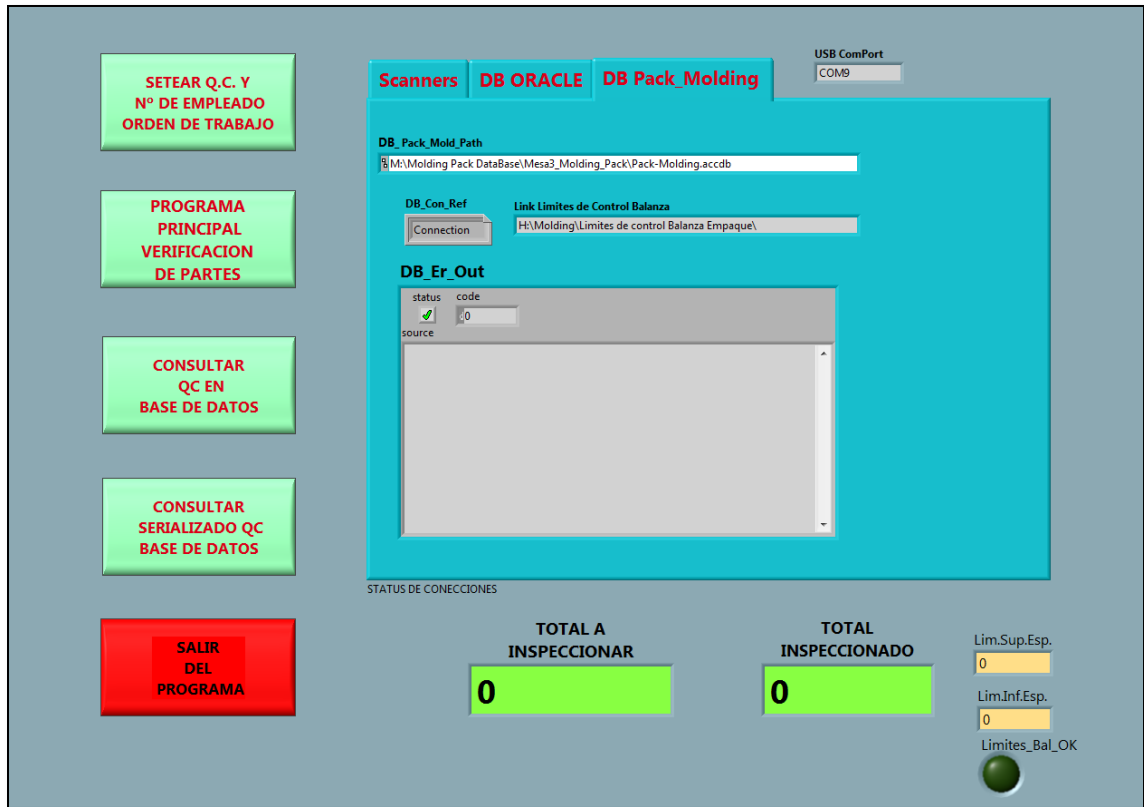 SETEAR Q.C. Y
Nº DE EMPLEADO
ORDEN DE TRABAJO
PROGRAMA
PRINCIPAL
VERIFICACION
DE PARTES
CONSULTAR
QC EN
BASE DE DATOS
CONSULTAR
SERIALIZADO QC
BASE DE DATOS
SALIR
DEL
PROGRAMA
USB ComPort
COM9
Scanners DB ORACLE DB Pack_Molding
DB_Pack_Mold_Path
M:\Molding Pack DataBase\Mesa3_Molding_Pack\Pack-Molding.accdb
DB_Con_Ref
Connection
Link Limites de Control Balanza
H:\Molding\Limites de control Balanza Empaque\
DB_Er_Out
status code
0
source
STATUS DE CONECCIONES
TOTAL A
INSPECCIONAR
0
TOTAL
INSPECCIONADO
0
Lim.Sup.Esp.
0
Lim.Inf.Esp.
0
Limites_Bal_OK